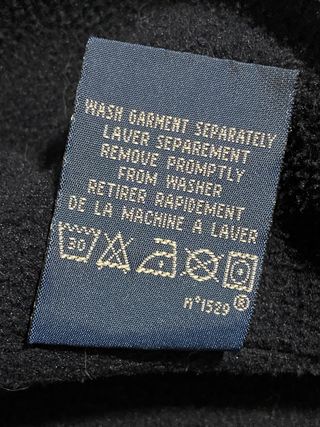 WASH GARMENT SEPARATELY
LAVER SEPAREMENT
REMOVE PROMPTLY
FROM WASHER
RETIRER RAPIDEMENT
DE LA MACHINE A LAVER
30
n°1529 ®